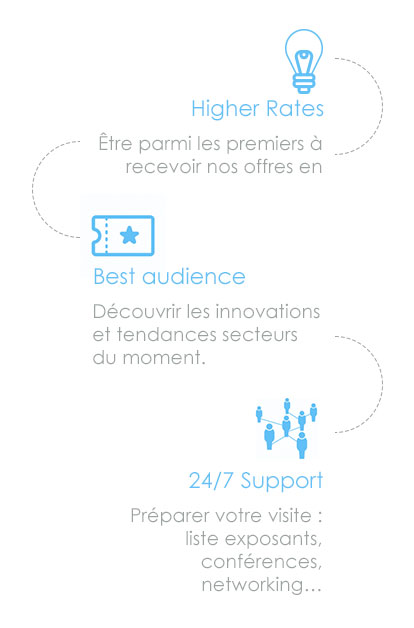 Higher Rates
Être parmi les premiers à
recevoir nos offres en
Best audience
Découvrir les innovations
et tendances secteurs
du moment.
24/7 Support
Préparer votre visite :
liste exposants,
conférences,
networking...